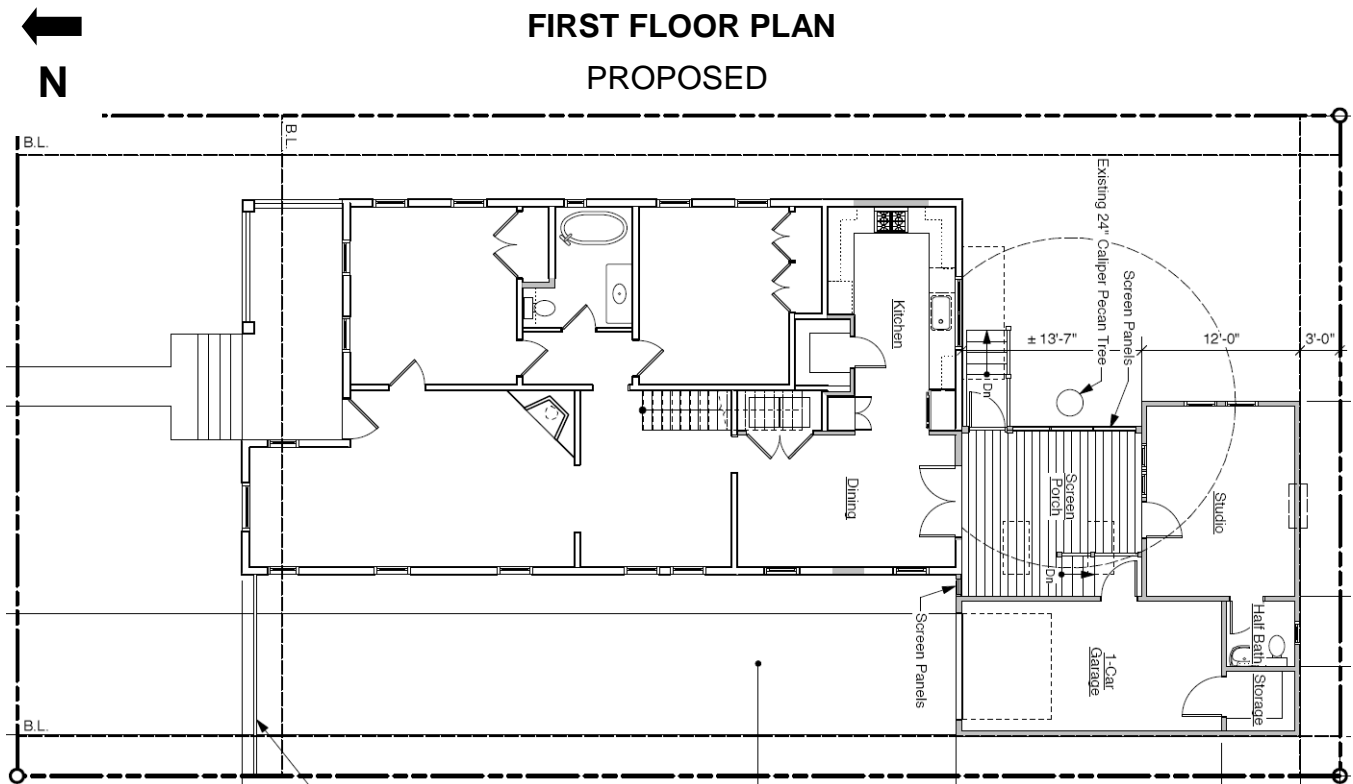 FIRST FLOOR PLAN
PROPOSED
N
B.L.
B.L.
Existing 24" Caliper Pecan Tree
Screen Panels
Kitchen
± 13'-7"
12'-0"
3'-0"
Dn
Dining
Screen
Porch
Studio
Dn
Screen Panels
1-Car
Garage
Half Bath
Storage
B.L.